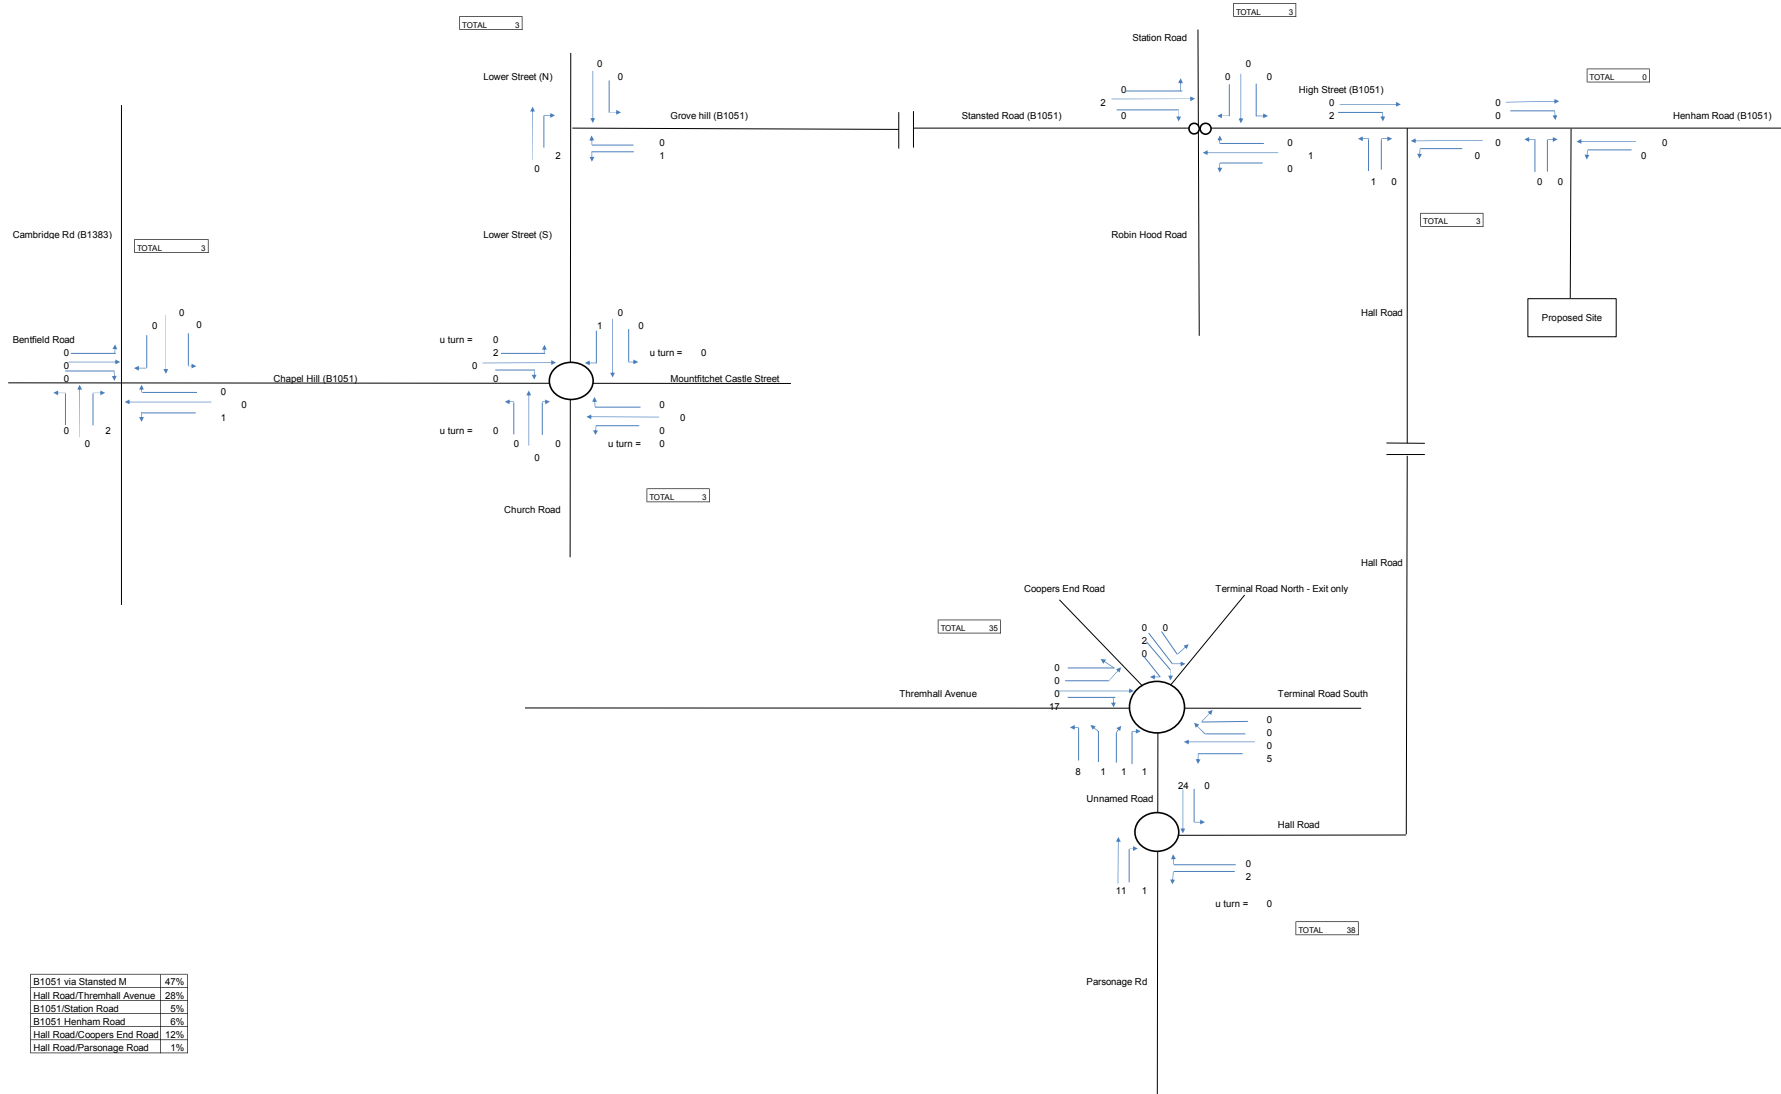 TOTAL 3
TOTAL 3
Station Road
Lower Street (N)
0
0
0
2
0
0
0
0
High Street (B1051)
0
2
TOTAL 0
0
0
Grove hill (B1051)
Stansted Road (B1051)
Henham Road (B1051)
2
0
0
1
0
1
0
0
0
1 0
0
0
0 0
Cambridge Rd (B1383)
TOTAL 3
Lower Street (S)
Robin Hood Road
TOTAL 3
Hall Road
Proposed Site
Bentfield Road
0
0
0
0
0
0
Chapel Hill (B1051)
0
0
1
0
2
0
u turn = 0
2
0
0
1
0
0
u turn = 0
Mountfitchet Castle Street
0
0
0
u turn = 0
u turn = 0
0
0
0
TOTAL 3
Church Road
Hall Road
Coopers End Road
Terminal Road North - Exit only
TOTAL 35
0 0
2
0
0
0
0
17
Thremhall Avenue
Terminal Road South
0
0
0
5
8 1 1 1
Unnamed Road
24 0
Hall Road
11 1
0
2
u turn = 0
TOTAL 38
Parsonage Rd
B1051 via Stansted M 47%
Hall Road/Thremhall Avenue 28%
B1051/Station Road 5%
B1051 Henham Road 6%
Hall Road/Coopers End Road 12%
Hall Road/Parsonage Road 1%